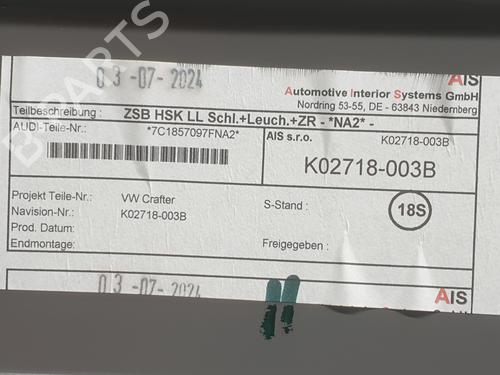 03-07-2024
AIS
Automotive Interior Systems GmbH
Nordring 53-55, DE - 63843 Niedernberg
Teilbeschreibung : ZSB HSK LL Schl.+Leuch.+ZR - *NA2* -
AUDI-Teile-Nr.: *7C1857097FNA2*
AIS s.r.o. K02718-003B
K02718-003B
Projekt Teile-Nr.: VW Crafter
Navision-Nr.: K02718-003B
Prod. Datum:
Endmontage:
S-Stand : 18S
Freigegeben :
03-07-2024
AIS
B PARTS